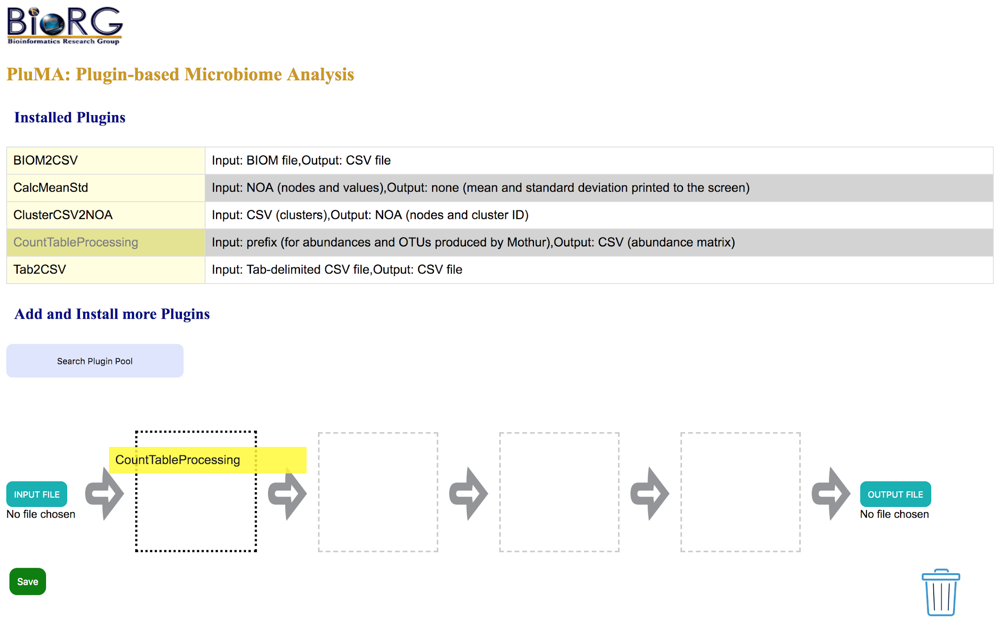 BioRG
Bioinformatics Research Group
PluMA: Plugin-based Microbiome Analysis
Installed Plugins
BIOM2CSV Input: BIOM file,Output: CSV file
CalcMeanStd Input: NOA (nodes and values),Output: none (mean and standard deviation printed to the screen)
ClusterCSV2NOA Input: CSV (clusters),Output: NOA (nodes and cluster ID)
CountTableProcessing Input: prefix (for abundances and OTUs produced by Mothur),Output: CSV (abundance matrix)
Tab2CSV Input: Tab-delimited CSV file,Output: CSV file
Add and Install more Plugins
Search Plugin Pool
CountTableProcessing
INPUT FILE
No file chosen
OUTPUT FILE
No file chosen
Save